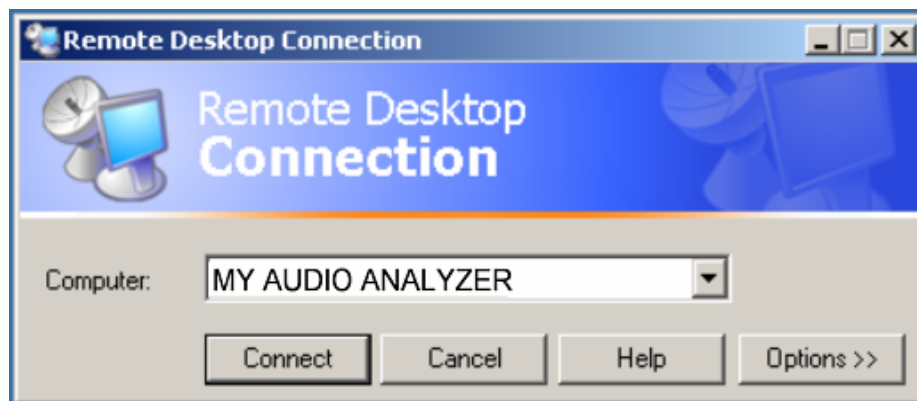 Remote Desktop Connection
Remote Desktop
Connection
Computer: MY AUDIO ANALYZER
Connect Cancel Help Options >>